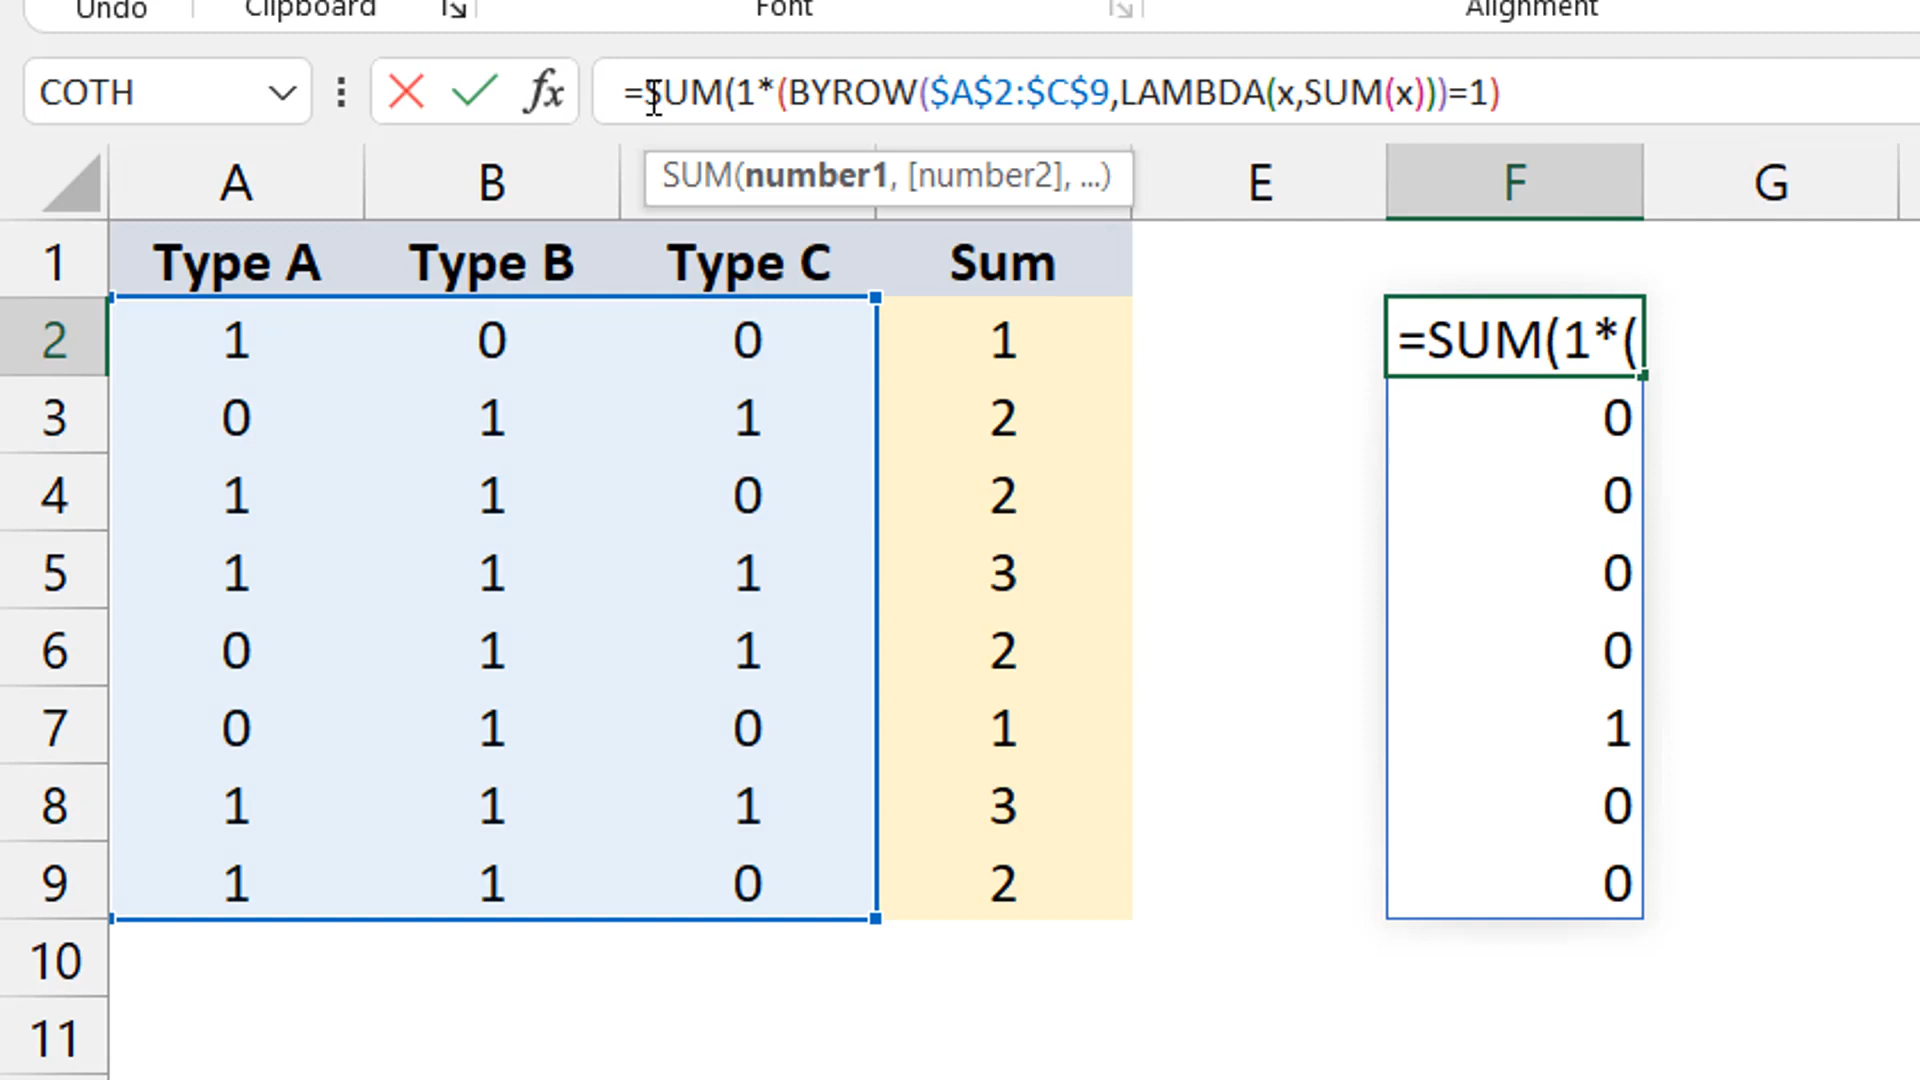 Undo Clipboard Font Alignment
COTH fx =SUM(1*(BYROW($A$2:$C$9,LAMBDA(x,SUM(x)))=1)
SUM(number1, [number2], ...)
A B E F G
1 Type A Type B Type C Sum
2 1 0 0 1 =SUM(1*(
3 0 1 1 2 0
4 1 1 0 2 0
5 1 1 1 3 0
6 0 1 1 2 0
7 0 1 0 1 1
8 1 1 1 3 0
9 1 1 0 2 0
10
11